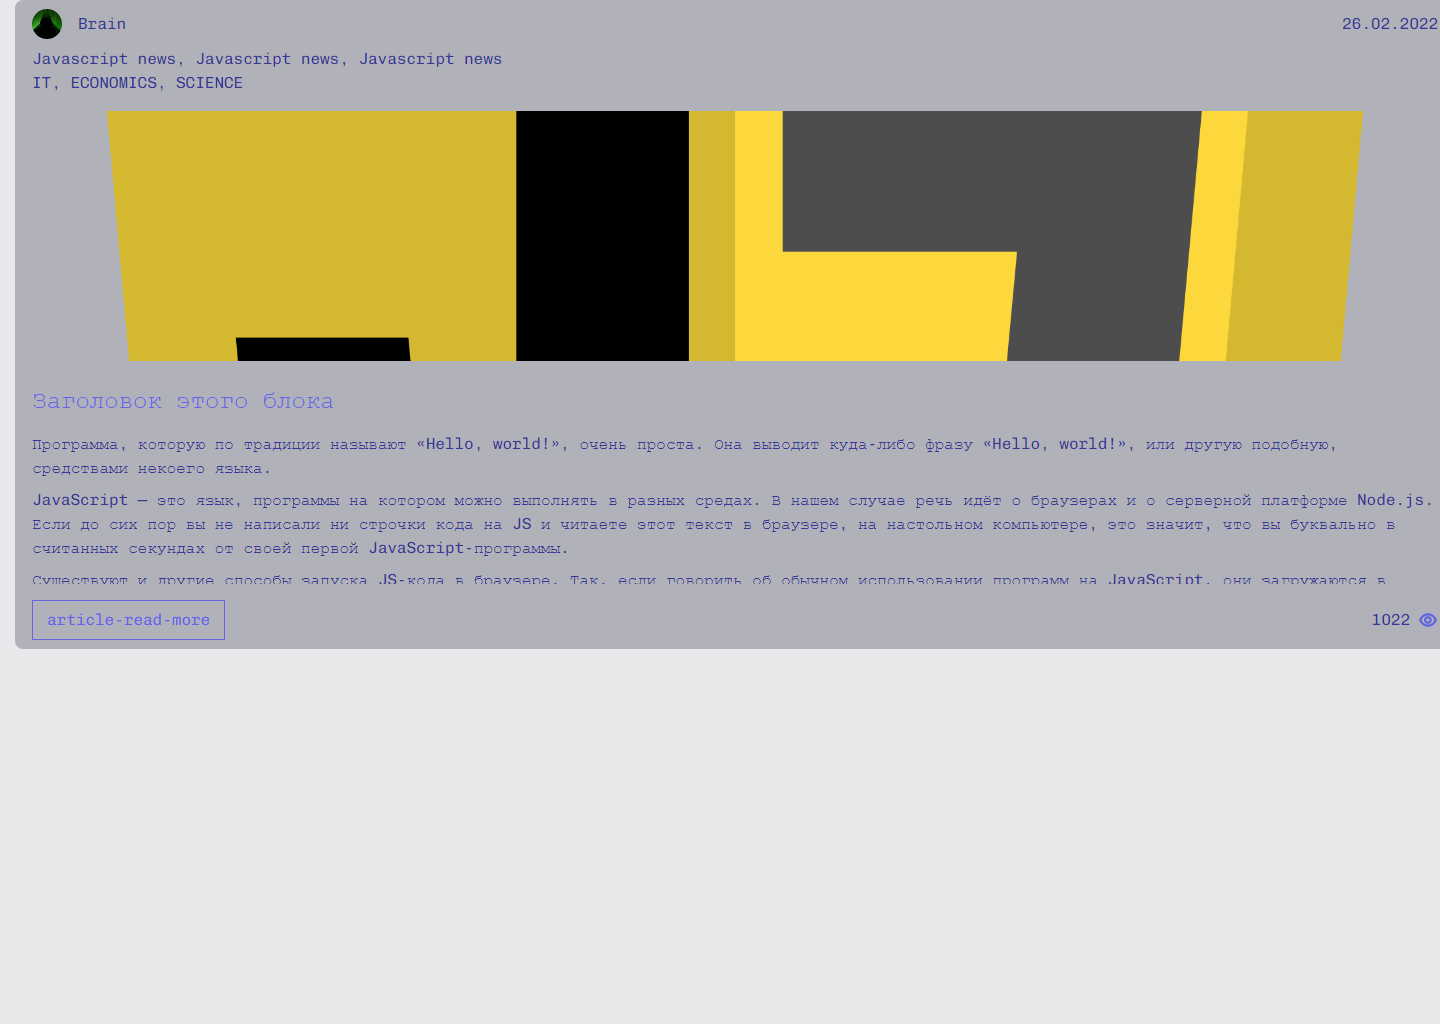 Brain
26.02.2022
Javascript news, Javascript news, Javascript news
IT, ECONOMICS, SCIENCE
Заголовок этого блока
Программа, которую по традиции называют «Hello, world!», очень проста. Она выводит куда-либо фразу «Hello, world!», или другую подобную,
средствами некоего языка.
JavaScript — это язык, программы на котором можно выполнять в разных средах. В нашем случае речь идёт о браузерах и о серверной платформе Node.js.
Если до сих пор вы не написали ни строчки кода на JS и читаете этот текст в браузере, на настольном компьютере, это значит, что вы буквально в
считанных секундах от своей первой JavaScript-программы.
Существуют и другие способы запуска JS-кода в браузере. Так, если говорить об обычном использовании программ на JavaScript, они загружаются в
article-read-more
1022